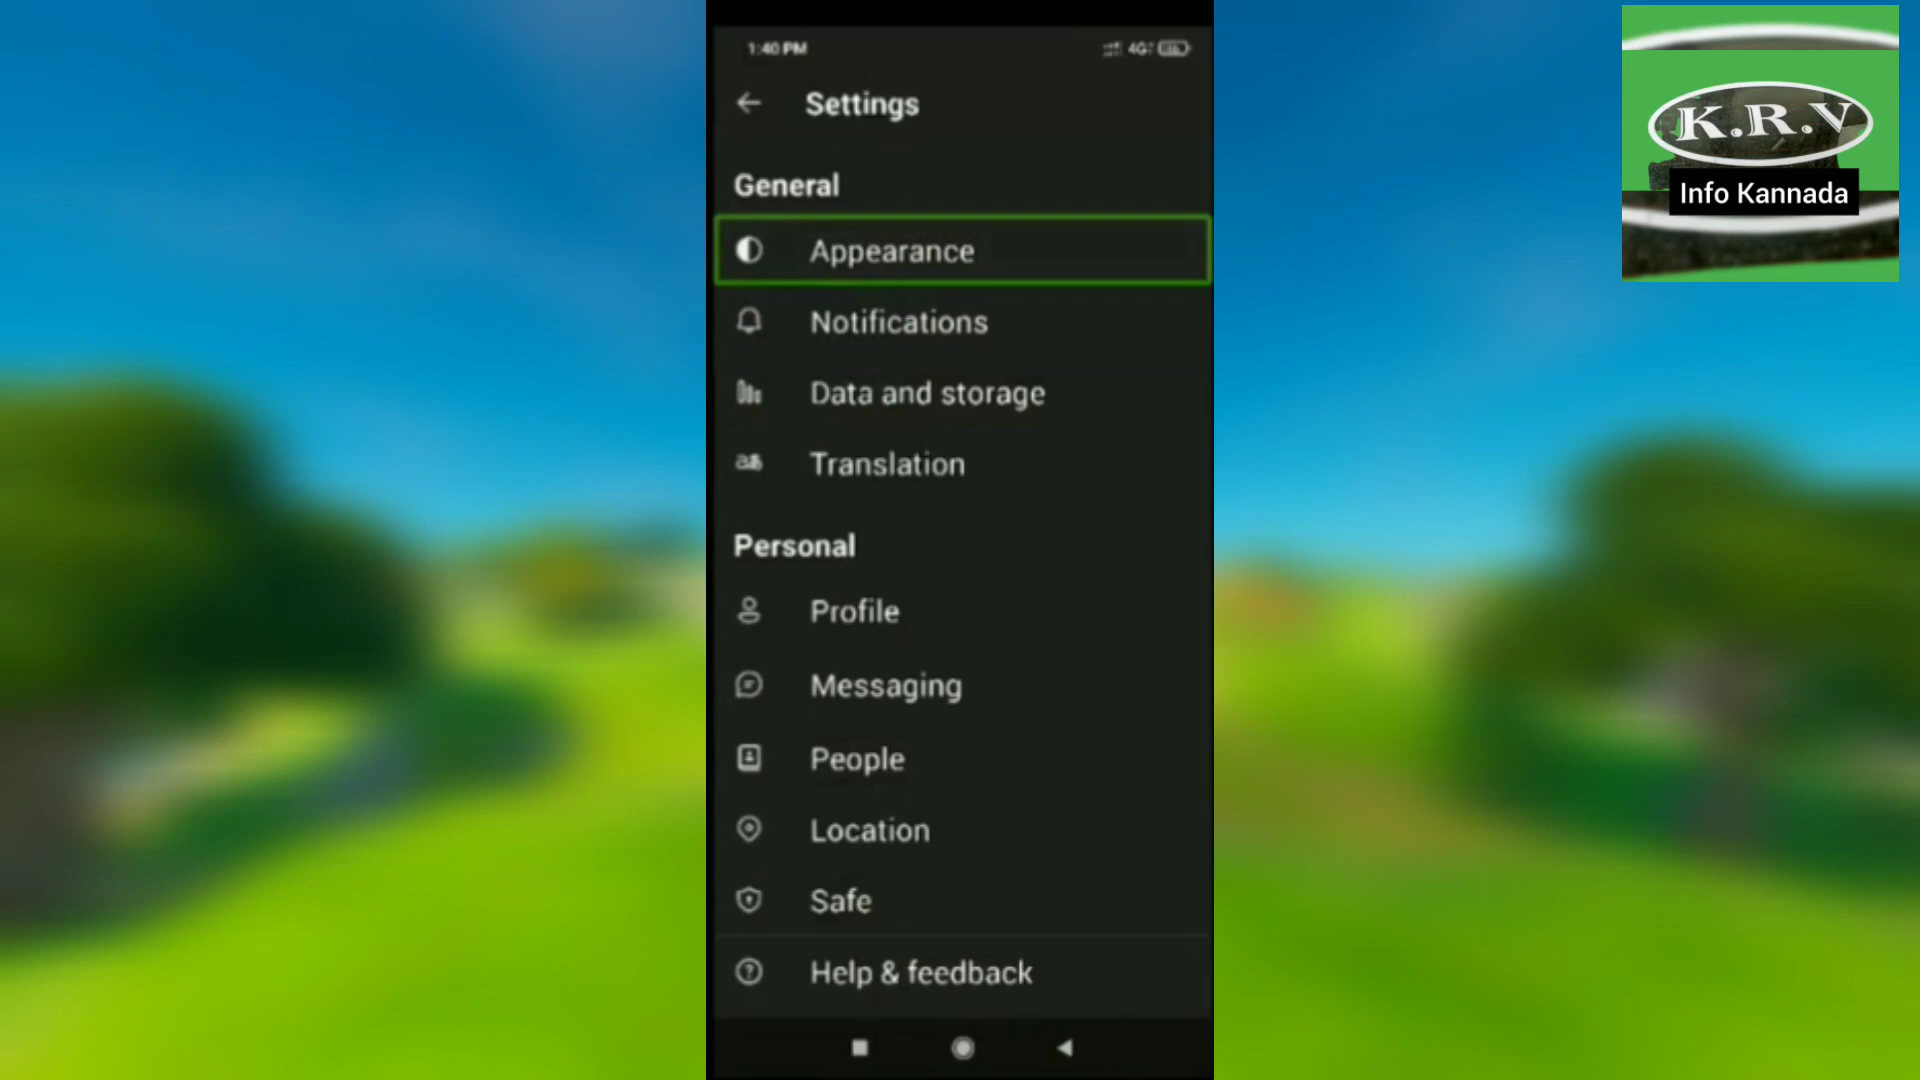 1:40 PM
4G
Settings
General
Appearance
Notifications
Data and storage
Translation
Personal
Profile
Messaging
People
Location
Safe
Help & feedback
K.R.V
Info Kannada